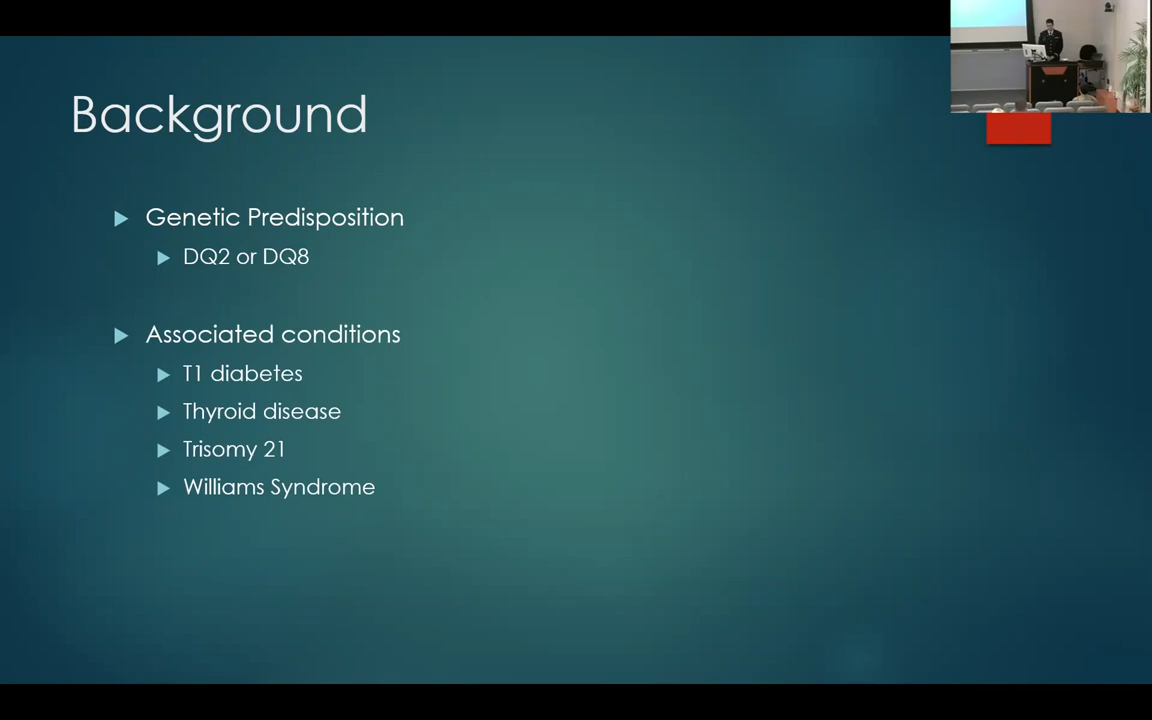 Background
Genetic Predisposition
DQ2 or DQ8
Associated conditions
T1 diabetes
Thyroid disease
Trisomy 21
Williams Syndrome